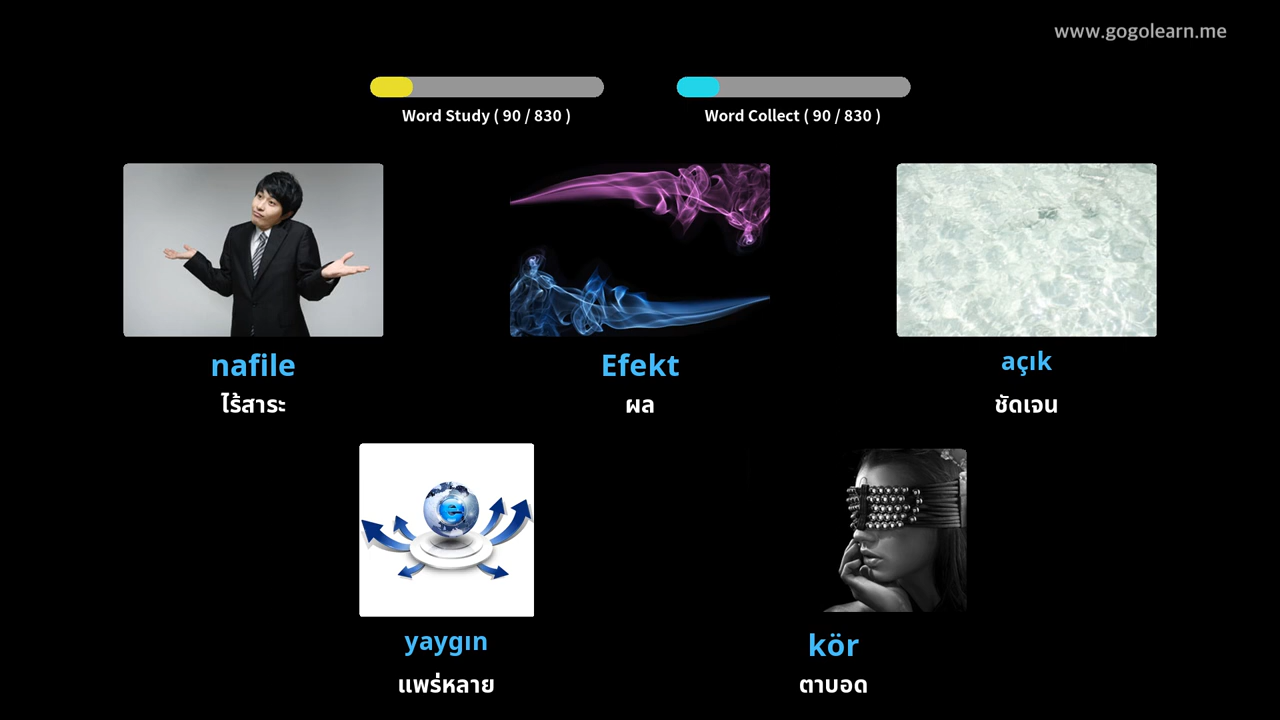 www.gogolearn.me
Word Study ( 90 / 830 )
Word Collect ( 90 / 830 )
nafile
ไร้สาระ
Efekt
ผล
açık
ชัดเจน
e
yaygın
แพร่หลาย
kör
ตาบอด